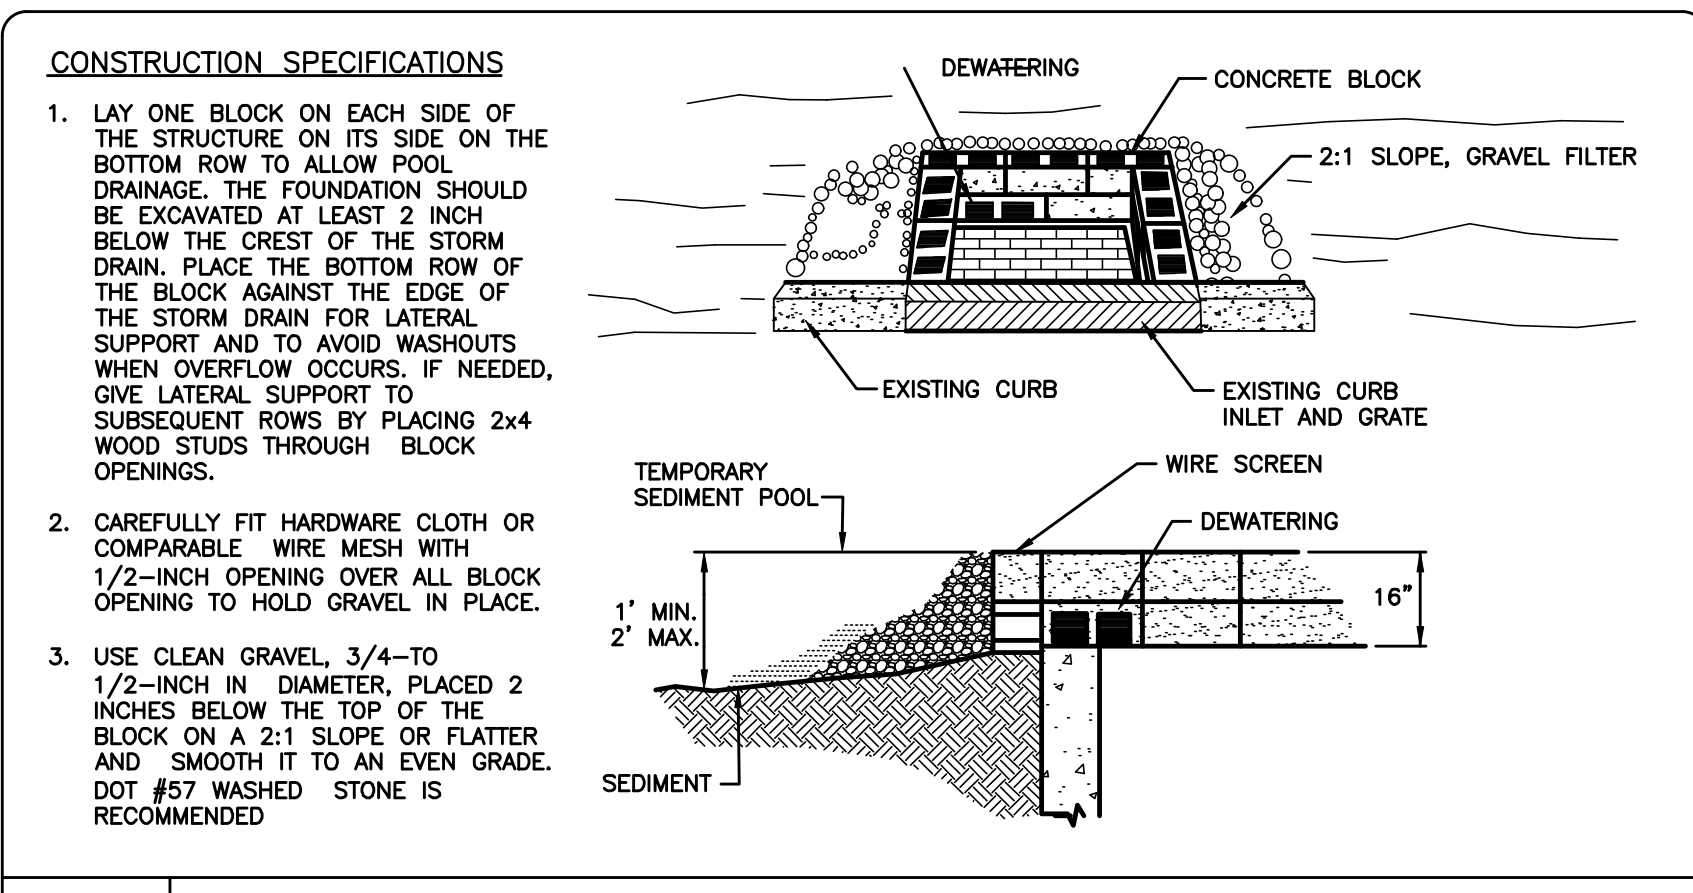 CONSTRUCTION SPECIFICATIONS
1. LAY ONE BLOCK ON EACH SIDE OF
THE STRUCTURE ON ITS SIDE ON THE
BOTTOM ROW TO ALLOW POOL
DRAINAGE. THE FOUNDATION SHOULD
BE EXCAVATED AT LEAST 2 INCH
BELOW THE CREST OF THE STORM
DRAIN. PLACE THE BOTTOM ROW OF
THE BLOCK AGAINST THE EDGE OF
THE STORM DRAIN FOR LATERAL
SUPPORT AND TO AVOID WASHOUTS
WHEN OVERFLOW OCCURS. IF NEEDED,
GIVE LATERAL SUPPORT TO
SUBSEQUENT ROWS BY PLACING 2x4
WOOD STUDS THROUGH BLOCK
OPENINGS.
2. CAREFULLY FIT HARDWARE CLOTH OR
COMPARABLE WIRE MESH WITH
1/2-INCH OPENING OVER ALL BLOCK
OPENING TO HOLD GRAVEL IN PLACE.
3. USE CLEAN GRAVEL, 3/4-TO
1/2-INCH IN DIAMETER, PLACED 2
INCHES BELOW THE TOP OF THE
BLOCK ON A 2:1 SLOPE OR FLATTER
AND SMOOTH IT TO AN EVEN GRADE.
DOT #57 WASHED STONE IS
RECOMMENDED
DEWATERING
CONCRETE BLOCK
2:1 SLOPE, GRAVEL FILTER
EXISTING CURB
EXISTING CURB
INLET AND GRATE
TEMPORARY
SEDIMENT POOL
WIRE SCREEN
DEWATERING
1' MIN.
2' MAX.
16"
SEDIMENT